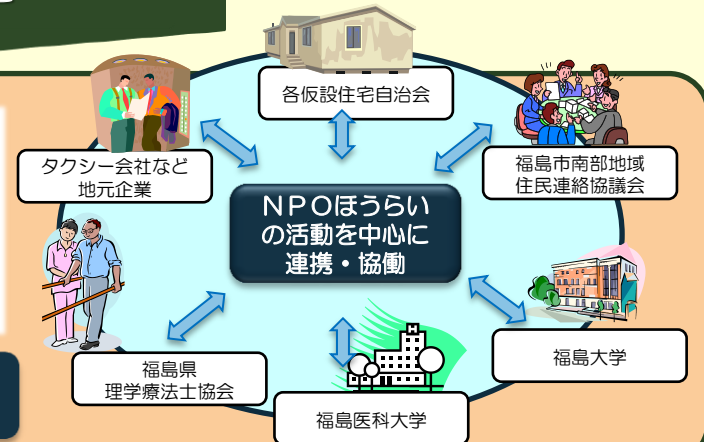 各仮設住宅自治会
タクシー会社など
地元企業
福島市南部地域
住民連絡協議会
NPOほうらい
の活動を中心に
連携・協働
福島大学
福島県
理学療法士協会
福島医科大学